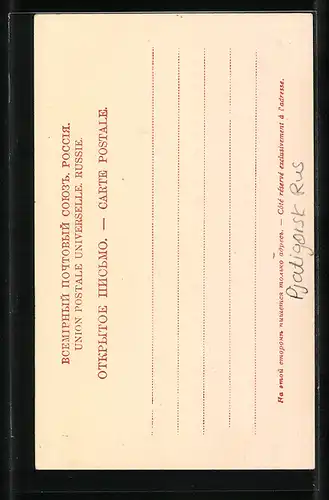 ВСЕМІРНЫЙ ПОЧТОВЫЙ СОЮЗЪ. РОССІЯ.
UNION POSTALE UNIVERSELLE. RUSSIE.
ОТКРЫТОЕ ПИСЬМО. — CARTE POSTALE.
На этой сторонѣ пишется только адресъ. — Côté réservé exclusivement à l'adresse.
Pjatigorsk Rus